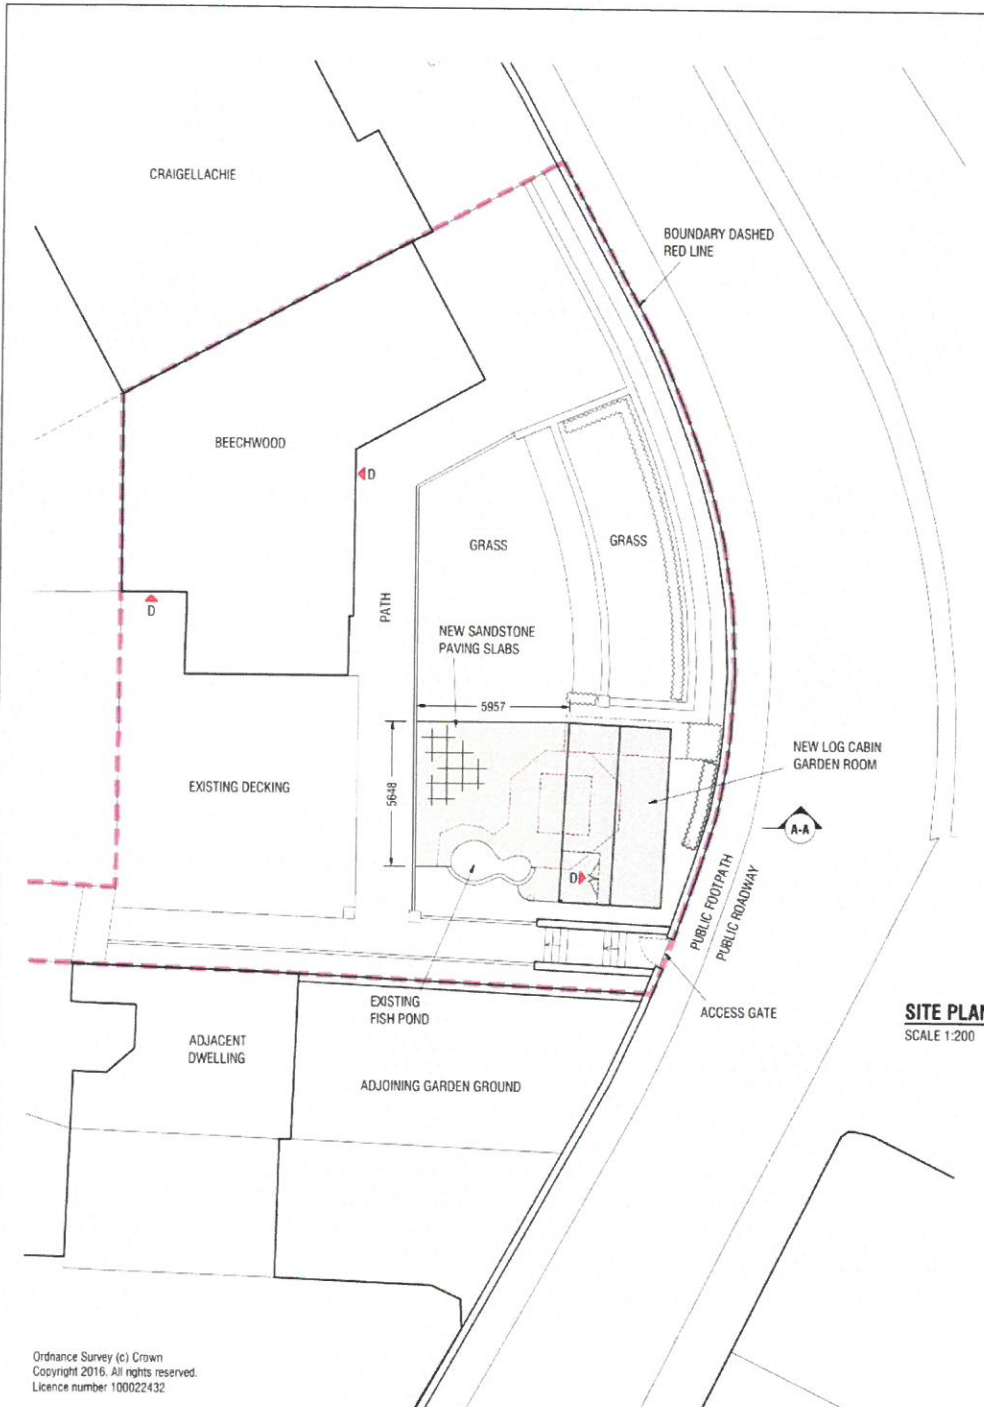 CRAIGELLACHIE
BOUNDARY DASHED
RED LINE
BEECHWOOD
D
GRASS
GRASS
D
PATH
NEW SANDSTONE
PAVING SLABS
5957
NEW LOG CABIN
GARDEN ROOM
EXISTING DECKING
5648
A-A
D
PUBLIC FOOTPATH
PUBLIC ROADWAY
EXISTING
FISH POND
ACCESS GATE
SITE PLAN
SCALE 1:200
ADJACENT
DWELLING
ADJOINING GARDEN GROUND
Ordnance Survey (c) Crown
Copyright 2016. All rights reserved.
Licence number 100022432